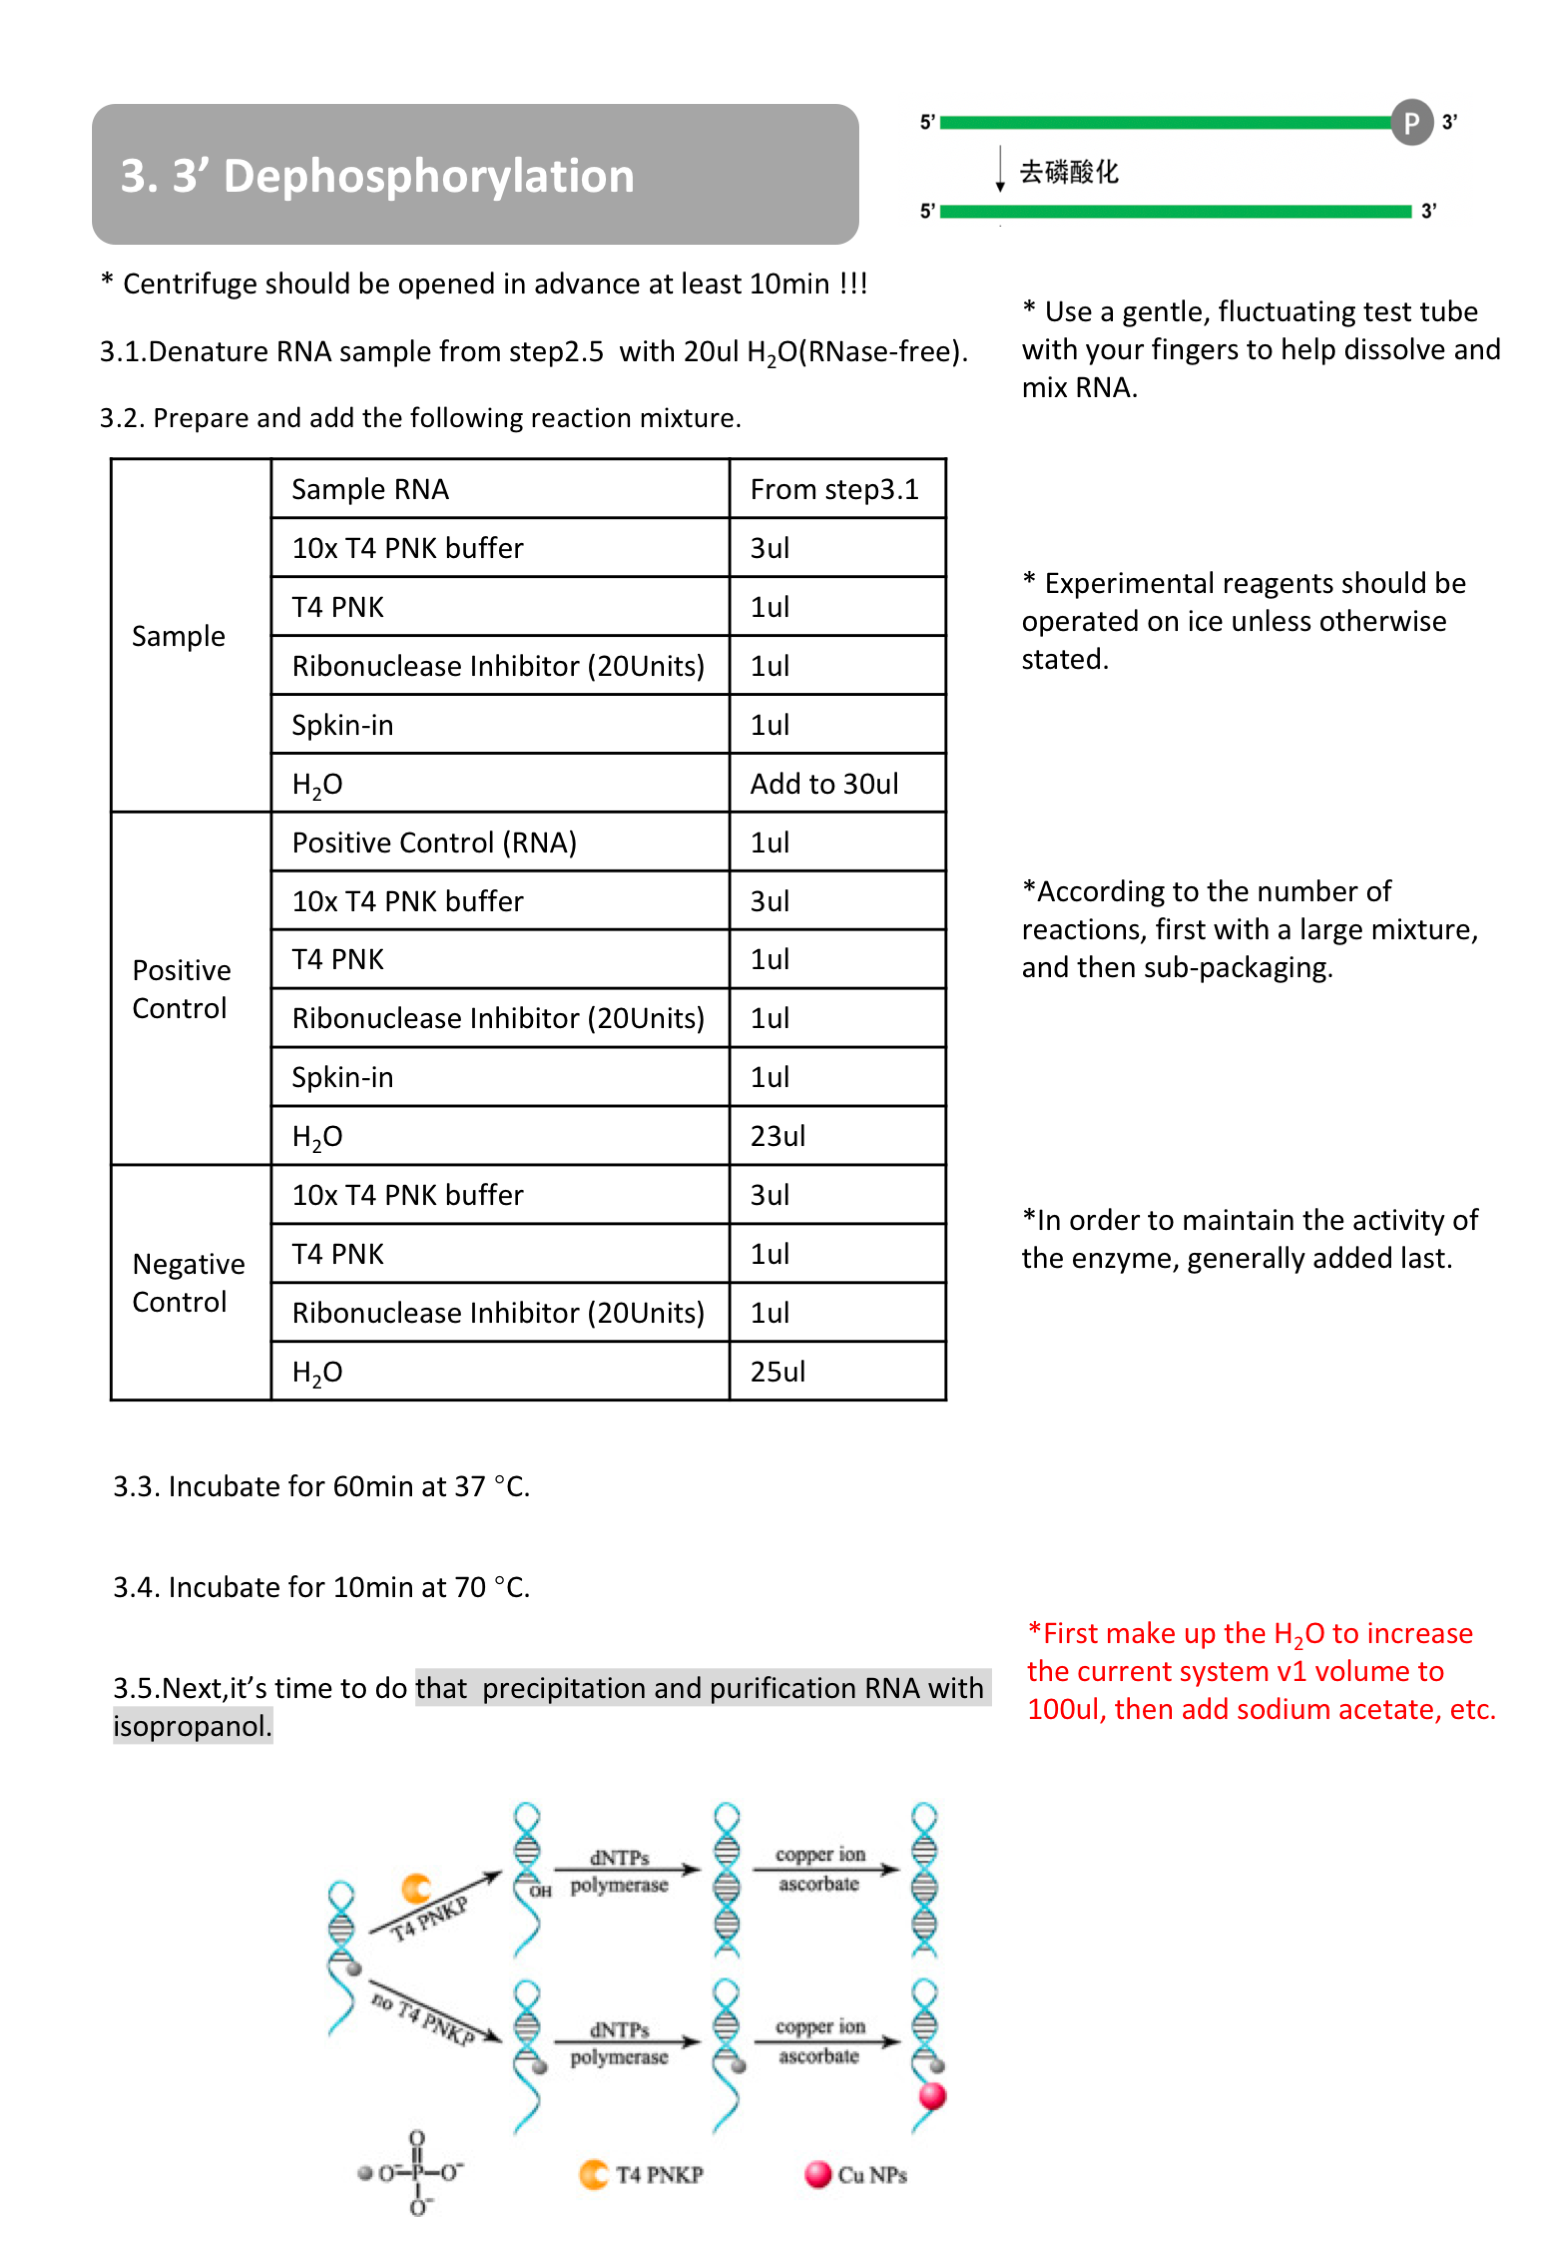 3. 3’ Dephosphorylation
5’ P 3’
去磷酸化
5’ 3’
* Centrifuge should be opened in advance at least 10min !!!
3.1.Denature RNA sample from step2.5  with 20ul H₂O(RNase-free).
3.2. Prepare and add the following reaction mixture.
* Use a gentle, fluctuating test tube
with your fingers to help dissolve and
mix RNA.
Sample
Sample RNA From step3.1
10x T4 PNK buffer 3ul
T4 PNK 1ul
Ribonuclease Inhibitor (20Units) 1ul
Spkin-in 1ul
H₂O Add to 30ul
Positive
Control
Positive Control (RNA) 1ul
10x T4 PNK buffer 3ul
T4 PNK 1ul
Ribonuclease Inhibitor (20Units) 1ul
Spkin-in 1ul
H₂O 23ul
Negative
Control
10x T4 PNK buffer 3ul
T4 PNK 1ul
Ribonuclease Inhibitor (20Units) 1ul
H₂O 25ul
* Experimental reagents should be
operated on ice unless otherwise
stated.
*According to the number of
reactions, first with a large mixture,
and then sub-packaging.
*In order to maintain the activity of
the enzyme, generally added last.
3.3. Incubate for 60min at 37 °C.
3.4. Incubate for 10min at 70 °C.
3.5.Next,it’s time to do that  precipitation and purification RNA with
isopropanol.
*First make up the H₂O to increase
the current system v1 volume to
100ul, then add sodium acetate, etc.
T4 PNKP
OH
dNTPs
polymerase
copper ion
ascorbate
no T4 PNKP
dNTPs
polymerase
copper ion
ascorbate
O
O⁻–P–O⁻
O⁻
T4 PNKP
Cu NPs